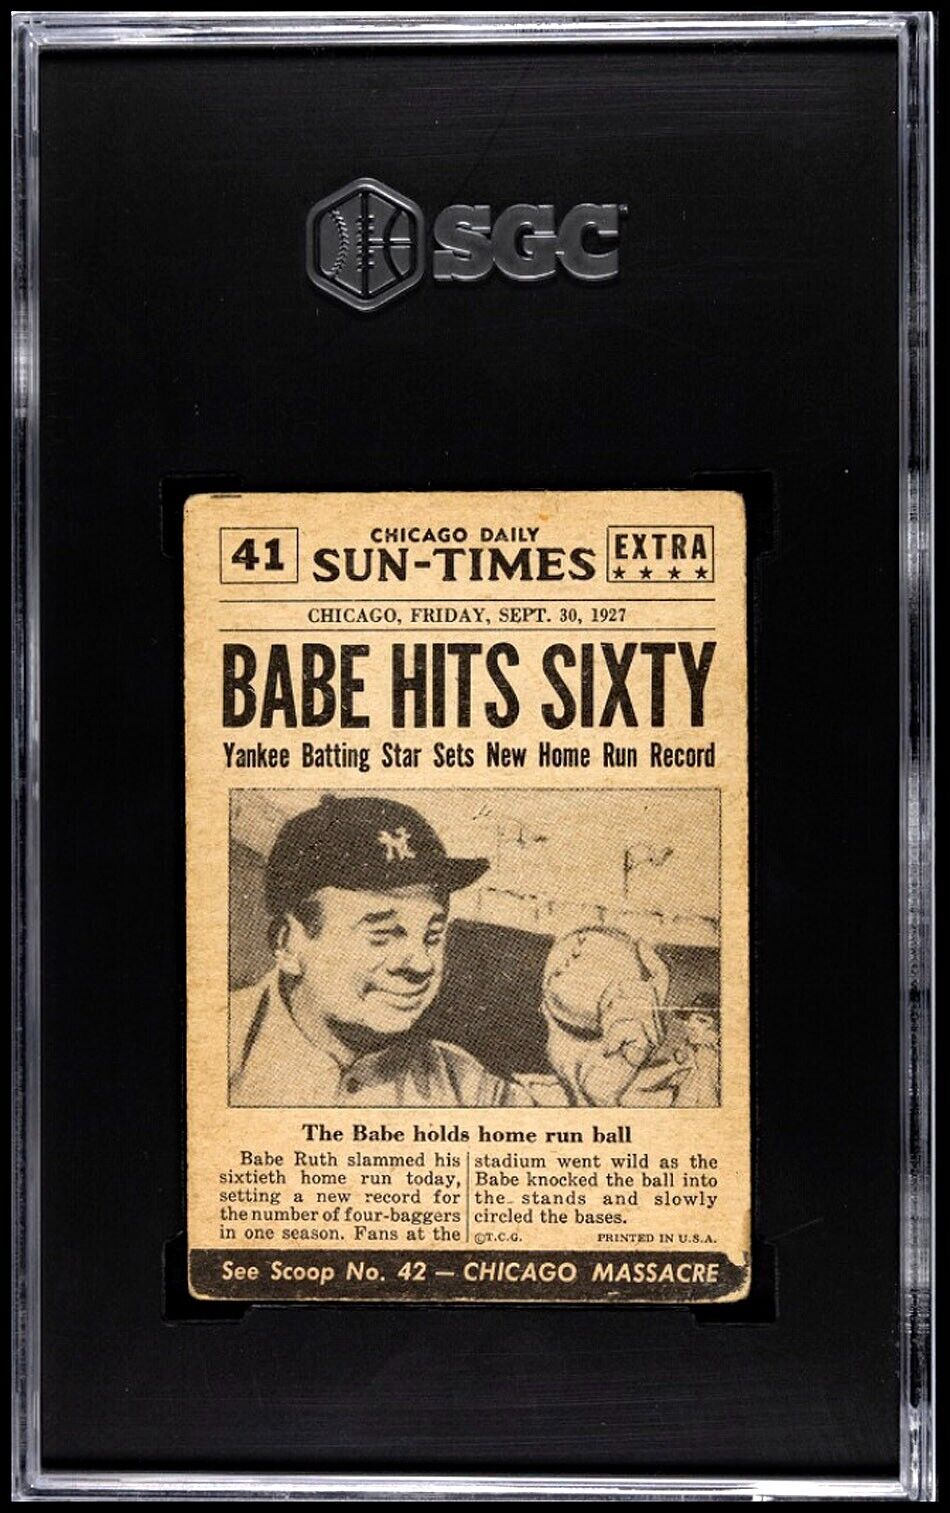 SGC
41
CHICAGO DAILY
SUN-TIMES
EXTRA
★ ★ ★ ★
CHICAGO, FRIDAY, SEPT. 30, 1927
BABE HITS SIXTY
Yankee Batting Star Sets New Home Run Record
NY
The Babe holds home run ball
Babe Ruth slammed his
sixtieth home run today,
setting a new record for
the number of four-baggers
in one season. Fans at the
stadium went wild as the
Babe knocked the ball into
the stands and slowly
circled the bases.
©T.C.G. PRINTED IN U.S.A.
See Scoop No. 42 — CHICAGO MASSACRE